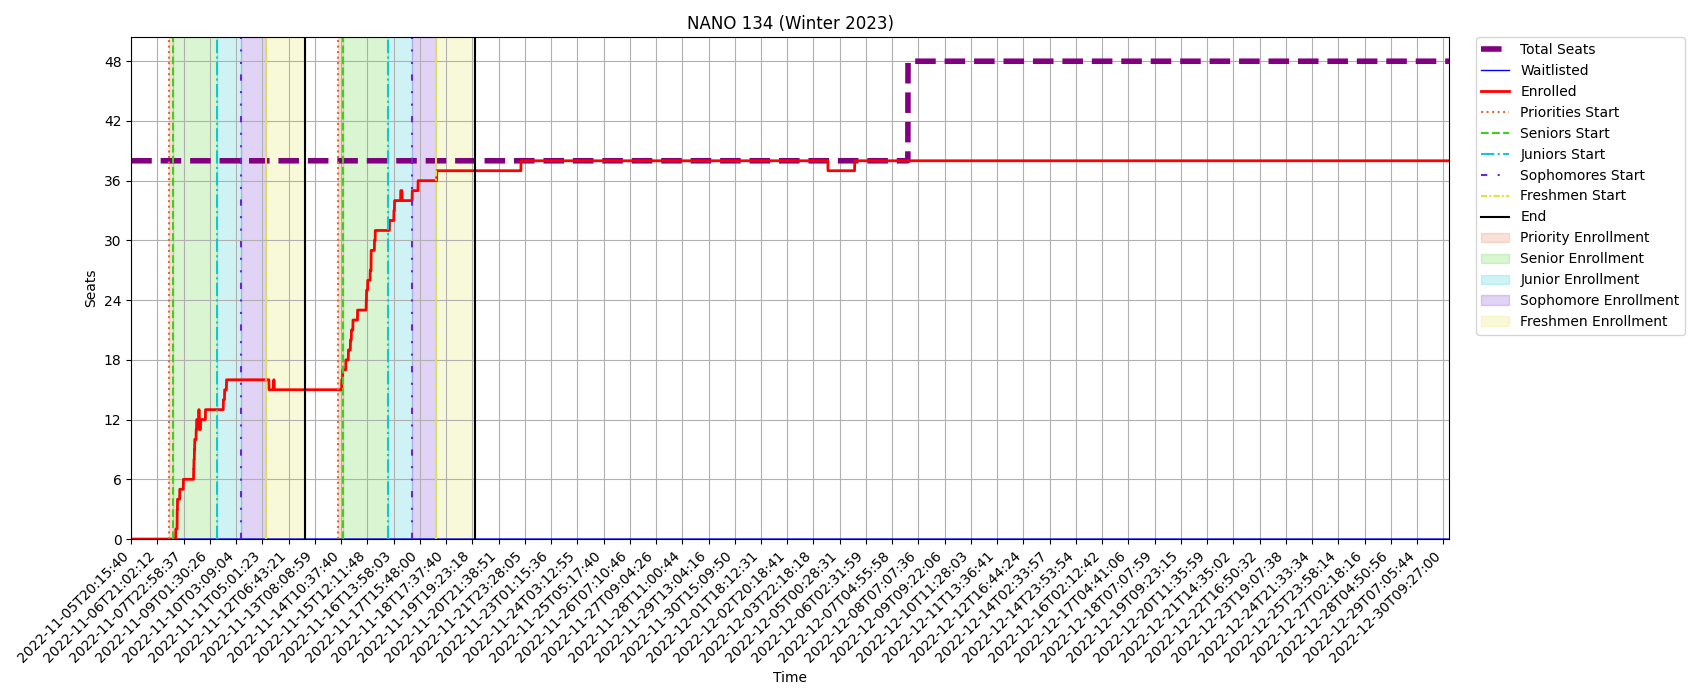 NANO 134 (Winter 2023)
Seats
48
42
36
30
24
18
12
6
0
2022-11-05T20:15:40
2022-11-06T21:02:12
2022-11-07T22:58:37
2022-11-09T01:30:26
2022-11-10T03:09:04
2022-11-11T05:01:23
2022-11-12T06:43:21
2022-11-13T08:08:59
2022-11-14T10:37:40
2022-11-15T12:11:48
2022-11-16T13:58:03
2022-11-17T15:48:00
2022-11-18T17:37:40
2022-11-19T19:23:18
2022-11-20T21:38:51
2022-11-21T23:28:05
2022-11-23T01:15:36
2022-11-24T03:12:55
2022-11-25T05:17:40
2022-11-26T07:10:46
2022-11-27T09:04:26
2022-11-28T11:00:44
2022-11-29T13:04:16
2022-11-30T15:09:50
2022-12-01T18:12:31
2022-12-02T20:18:41
2022-12-03T22:18:18
2022-12-05T00:28:31
2022-12-06T02:31:59
2022-12-07T04:55:58
2022-12-08T07:07:36
2022-12-09T09:22:06
2022-12-10T11:28:03
2022-12-11T13:36:41
2022-12-12T16:44:24
2022-12-14T02:33:57
2022-12-14T23:53:54
2022-12-16T02:12:42
2022-12-17T04:41:06
2022-12-18T07:07:59
2022-12-19T09:23:15
2022-12-20T11:35:59
2022-12-21T14:35:02
2022-12-22T16:50:32
2022-12-23T19:07:38
2022-12-24T21:33:34
2022-12-25T23:58:14
2022-12-27T02:18:16
2022-12-28T04:50:56
2022-12-29T07:05:44
2022-12-30T09:27:00
Time
Total Seats
Waitlisted
Enrolled
Priorities Start
Seniors Start
Juniors Start
Sophomores Start
Freshmen Start
End
Priority Enrollment
Senior Enrollment
Junior Enrollment
Sophomore Enrollment
Freshmen Enrollment